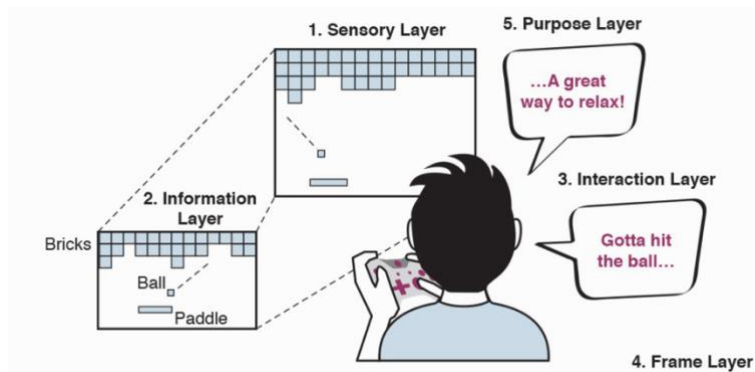 1. Sensory Layer
5. Purpose Layer
...A great
way to relax!
2. Information
Layer
3. Interaction Layer
Bricks
Ball
Paddle
Gotta hit
the ball...
4. Frame Layer